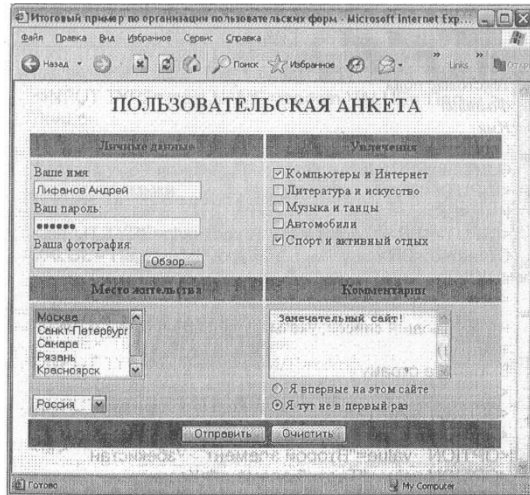 Итоговый пример по организации пользовательских форм - Microsoft Internet Exp...
Файл Правка Вид Избранное Сервис Справка
Назад Поиск Избранное Links
ПОЛЬЗОВАТЕЛЬСКАЯ АНКЕТА
Личные данные Увлечения
Ваше имя:
Лифанов Андрей
Ваш пароль:
••••••
Ваша фотография:
Обзор...
Компьютеры и Интернет
Литература и искусство
Музыка и танцы
Автомобили
Спорт и активный отдых
Место жительства Комментарии
Москва
Санкт-Петербург
Самара
Рязань
Красноярск
Россия
Замечательный сайт!
Я впервые на этом сайте
Я тут не в первый раз
Отправить Очистить
Готово My Computer